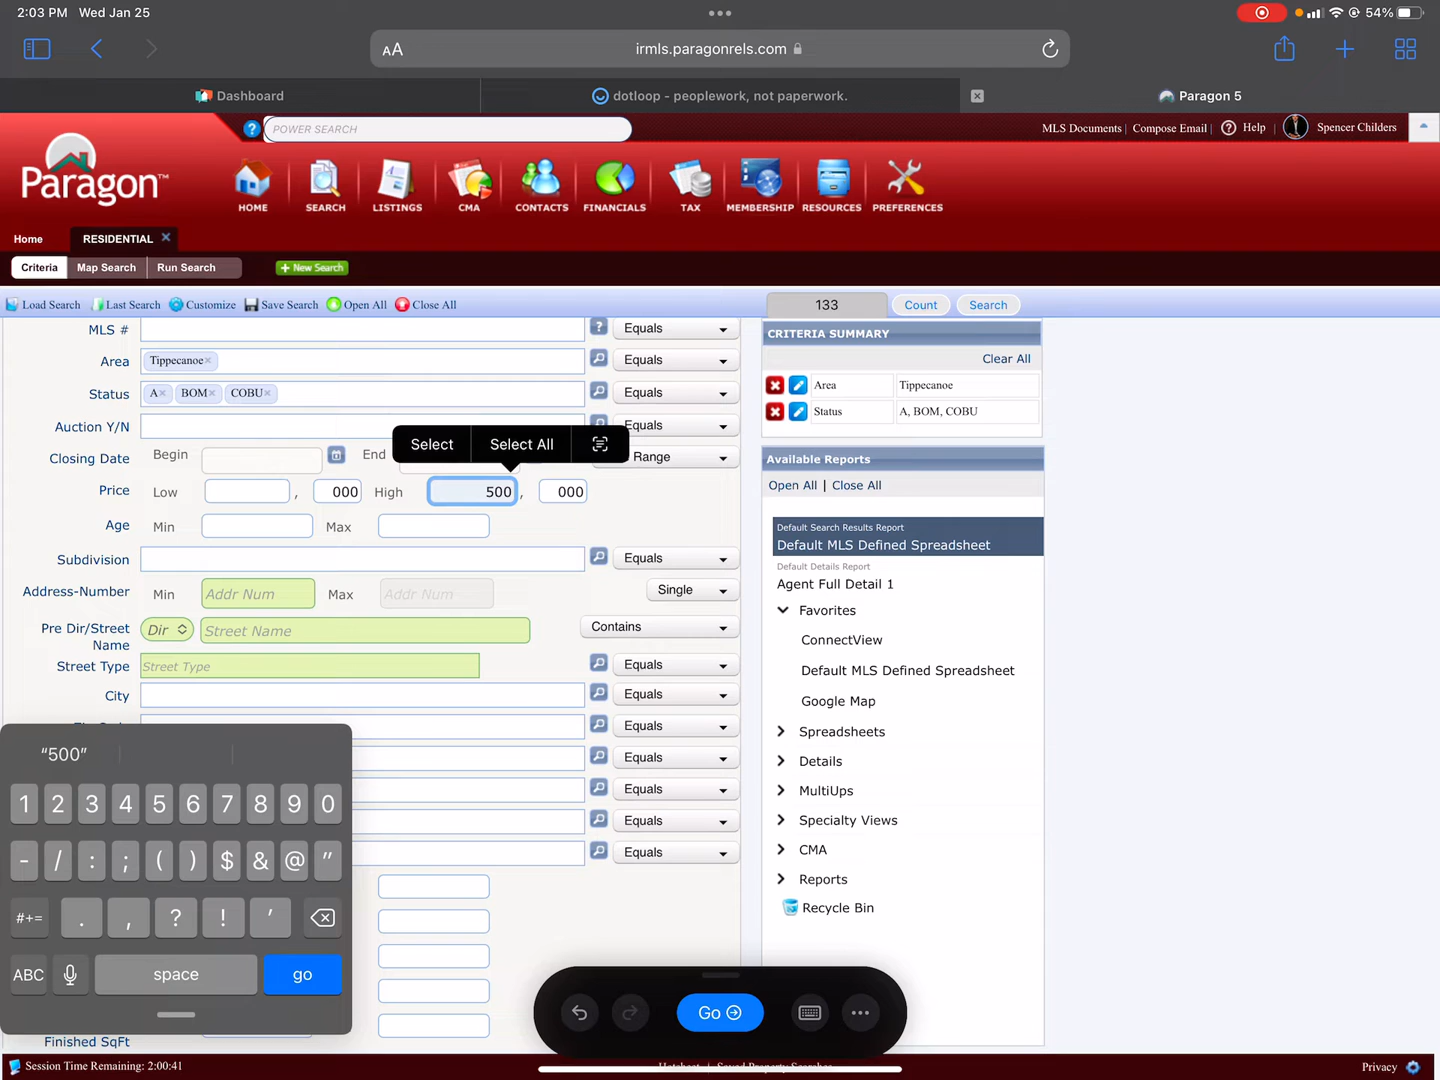 2:03 PM Wed Jan 25
54%
AA irmls.paragonrels.com
Dashboard
dotloop - peoplework, not paperwork.
Paragon 5
Paragon™
? POWER SEARCH
MLS Documents | Compose Email | ? Help | Spencer Childers
HOME SEARCH LISTINGS CMA CONTACTS FINANCIALS TAX MEMBERSHIP RESOURCES PREFERENCES
Home RESIDENTIAL ×
Criteria Map Search Run Search + New Search
Load Search Last Search Customize Save Search Open All Close All 133 Count Search
MLS # ? Equals
Area Tippecanoe× Equals
Status A× BOM× COBU× Equals
Auction Y/N Equals
Select Select All
Closing Date Begin End Range
Price Low , 000 High 500 , 000
Age Min Max
Subdivision Equals
Address-Number Min Addr Num Max Addr Num Single
Pre Dir/Street Name Dir Street Name Contains
Street Type Street Type Equals
City Equals
Equals
Equals
Equals
Equals
Equals
Finished SqFt
CRITERIA SUMMARY
Clear All
Area Tippecanoe
Status A, BOM, COBU
Available Reports
Open All | Close All
Default Search Results Report
Default MLS Defined Spreadsheet
Default Details Report
Agent Full Detail 1
Favorites
ConnectView
Default MLS Defined Spreadsheet
Google Map
Spreadsheets
Details
MultiUps
Specialty Views
CMA
Reports
Recycle Bin
“500”
1 2 3 4 5 6 7 8 9 0
- / : ; ( ) $ & @ "
#+= . , ? ! '
ABC space go
Go
Session Time Remaining: 2:00:41
Privacy